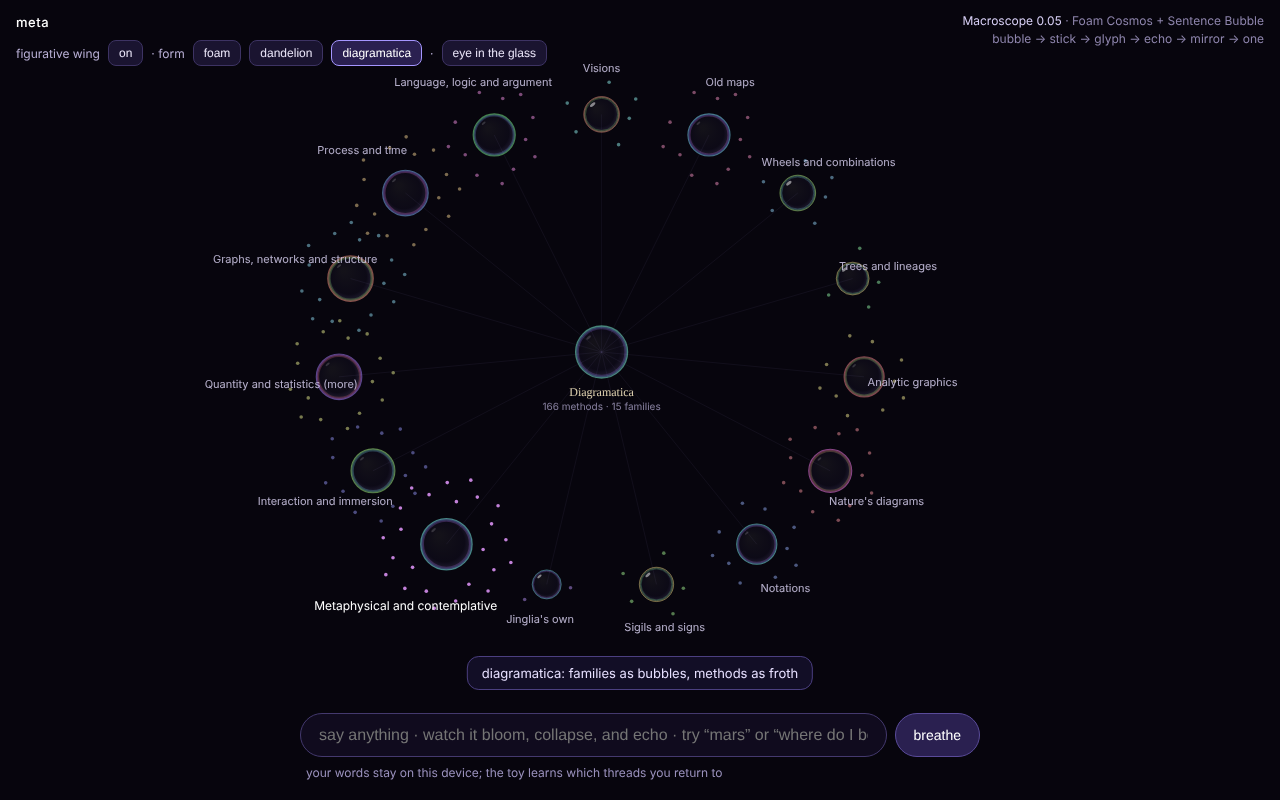 meta
Macroscope 0.05 · Foam Cosmos + Sentence Bubble
bubble → stick → glyph → echo → mirror → one
figurative wing on · form foam dandelion diagramatica · eye in the glass
Visions
Language, logic and argument
Old maps
Process and time
Wheels and combinations
Graphs, networks and structure
Trees and lineages
Quantity and statistics (more)
Analytic graphics
Diagramatica
166 methods · 15 families
Interaction and immersion
Nature's diagrams
Metaphysical and contemplative
Jinglia's own
Sigils and signs
Notations
diagramatica: families as bubbles, methods as froth
say anything · watch it bloom, collapse, and echo · try “mars” or “where do I b
breathe
your words stay on this device; the toy learns which threads you return to